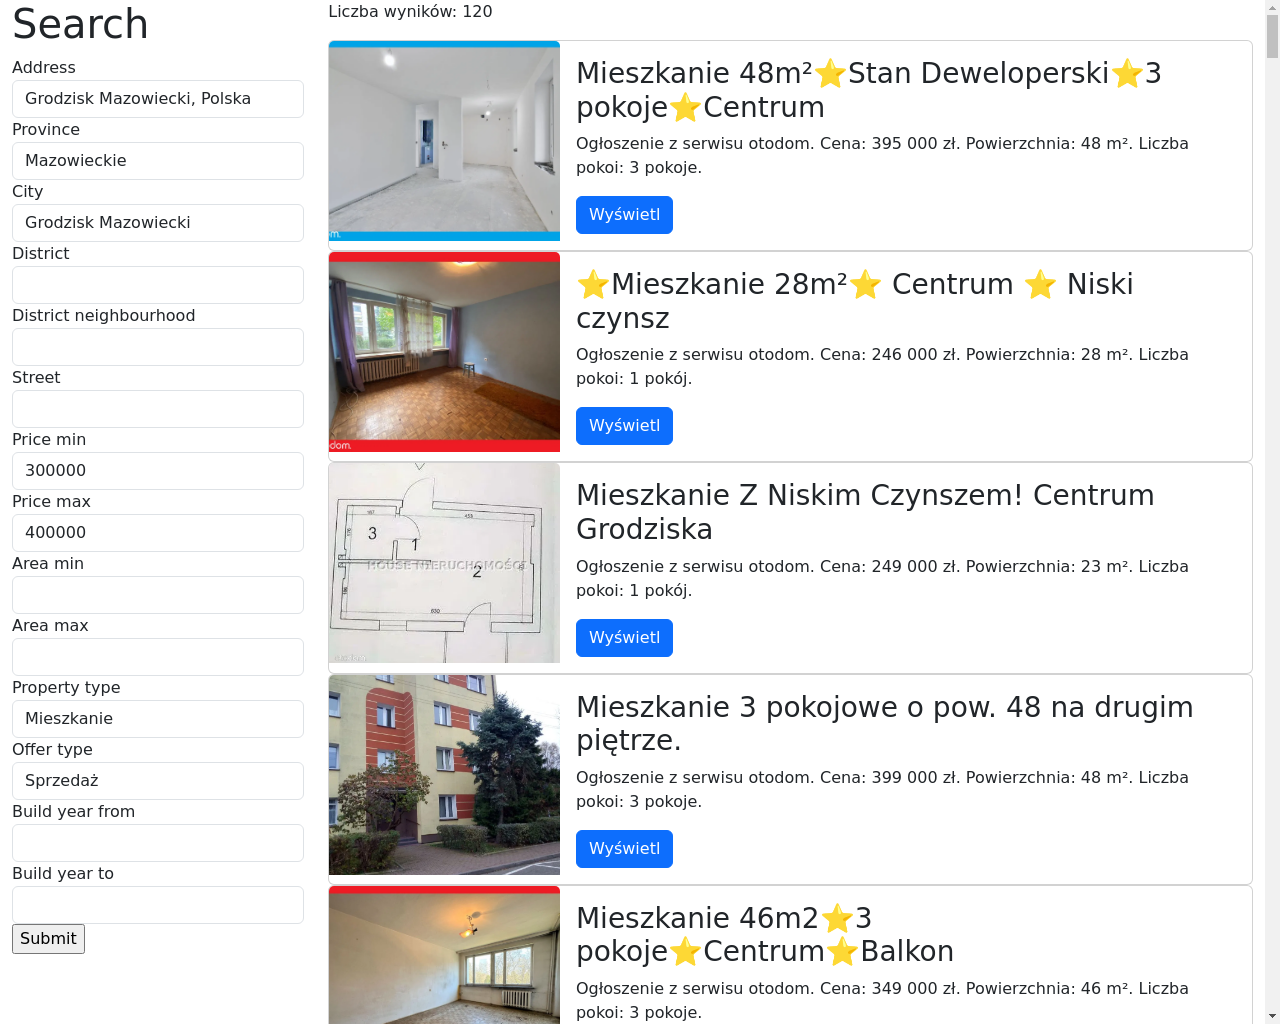 Search
Address
Grodzisk Mazowiecki, Polska
Province
Mazowieckie
City
Grodzisk Mazowiecki
District
District neighbourhood
Street
Price min
300000
Price max
400000
Area min
Area max
Property type
Mieszkanie
Offer type
Sprzedaż
Build year from
Build year to
Submit
Liczba wyników: 120
Mieszkanie 48m²⭐Stan Deweloperski⭐3
pokoje⭐Centrum
Ogłoszenie z serwisu otodom. Cena: 395 000 zł. Powierzchnia: 48 m². Liczba
pokoi: 3 pokoje.
Wyświetl
⭐Mieszkanie 28m²⭐ Centrum ⭐ Niski
czynsz
Ogłoszenie z serwisu otodom. Cena: 246 000 zł. Powierzchnia: 28 m². Liczba
pokoi: 1 pokój.
Wyświetl
dom.
3
1
2
HOUSE NIERUCHOMOŚCI
Mieszkanie Z Niskim Czynszem! Centrum
Grodziska
Ogłoszenie z serwisu otodom. Cena: 249 000 zł. Powierzchnia: 23 m². Liczba
pokoi: 1 pokój.
Wyświetl
Mieszkanie 3 pokojowe o pow. 48 na drugim
piętrze.
Ogłoszenie z serwisu otodom. Cena: 399 000 zł. Powierzchnia: 48 m². Liczba
pokoi: 3 pokoje.
Wyświetl
Mieszkanie 46m2⭐3
pokoje⭐Centrum⭐Balkon
Ogłoszenie z serwisu otodom. Cena: 349 000 zł. Powierzchnia: 46 m². Liczba
pokoi: 3 pokoje.